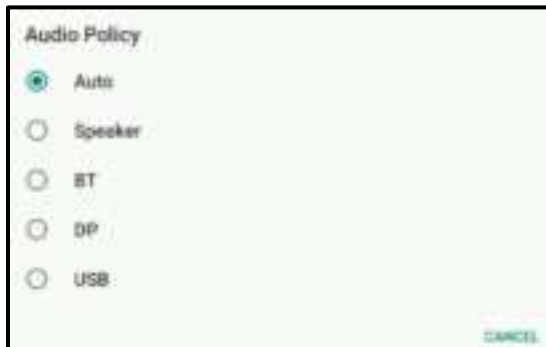 Audio Policy
Auto
Speaker
BT
DP
USB
CANCEL